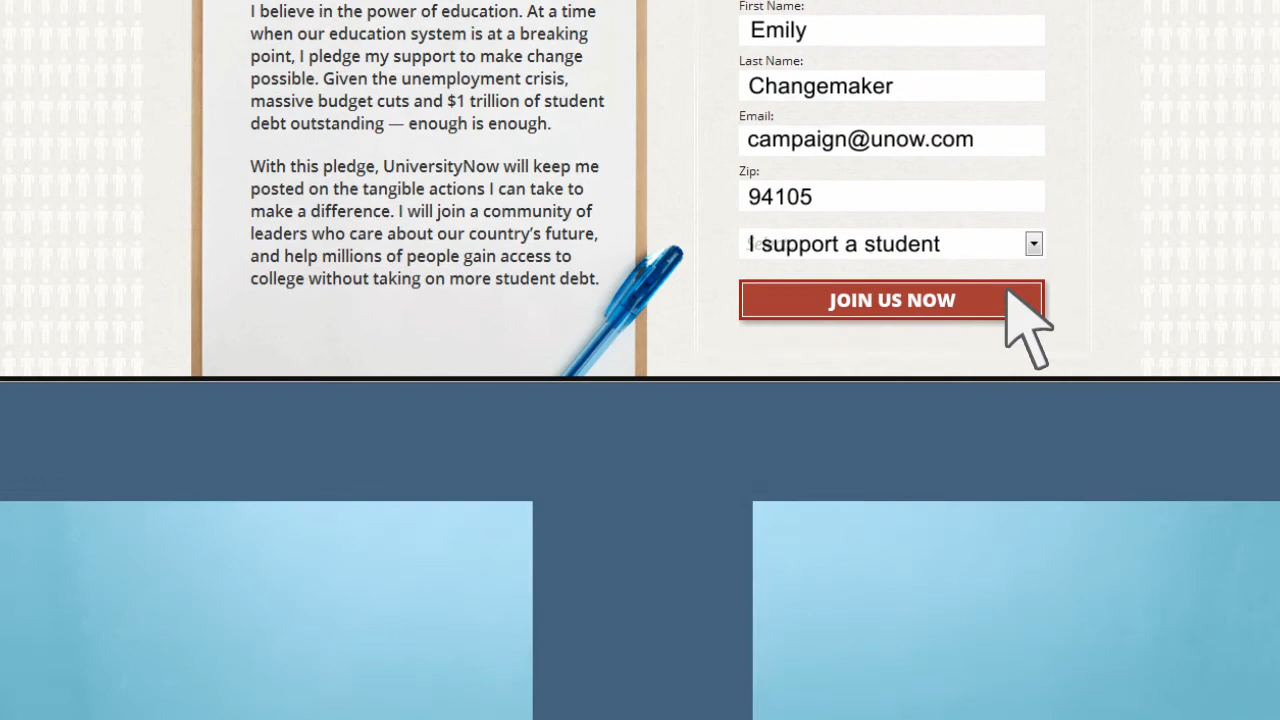 I believe in the power of education. At a time
when our education system is at a breaking
point, I pledge my support to make change
possible. Given the unemployment crisis,
massive budget cuts and $1 trillion of student
debt outstanding — enough is enough.
With this pledge, UniversityNow will keep me
posted on the tangible actions I can take to
make a difference. I will join a community of
leaders who care about our country’s future,
and help millions of people gain access to
college without taking on more student debt.
First Name:
Emily
Last Name:
Changemaker
Email:
campaign@unow.com
Zip:
94105
I support a student
JOIN US NOW